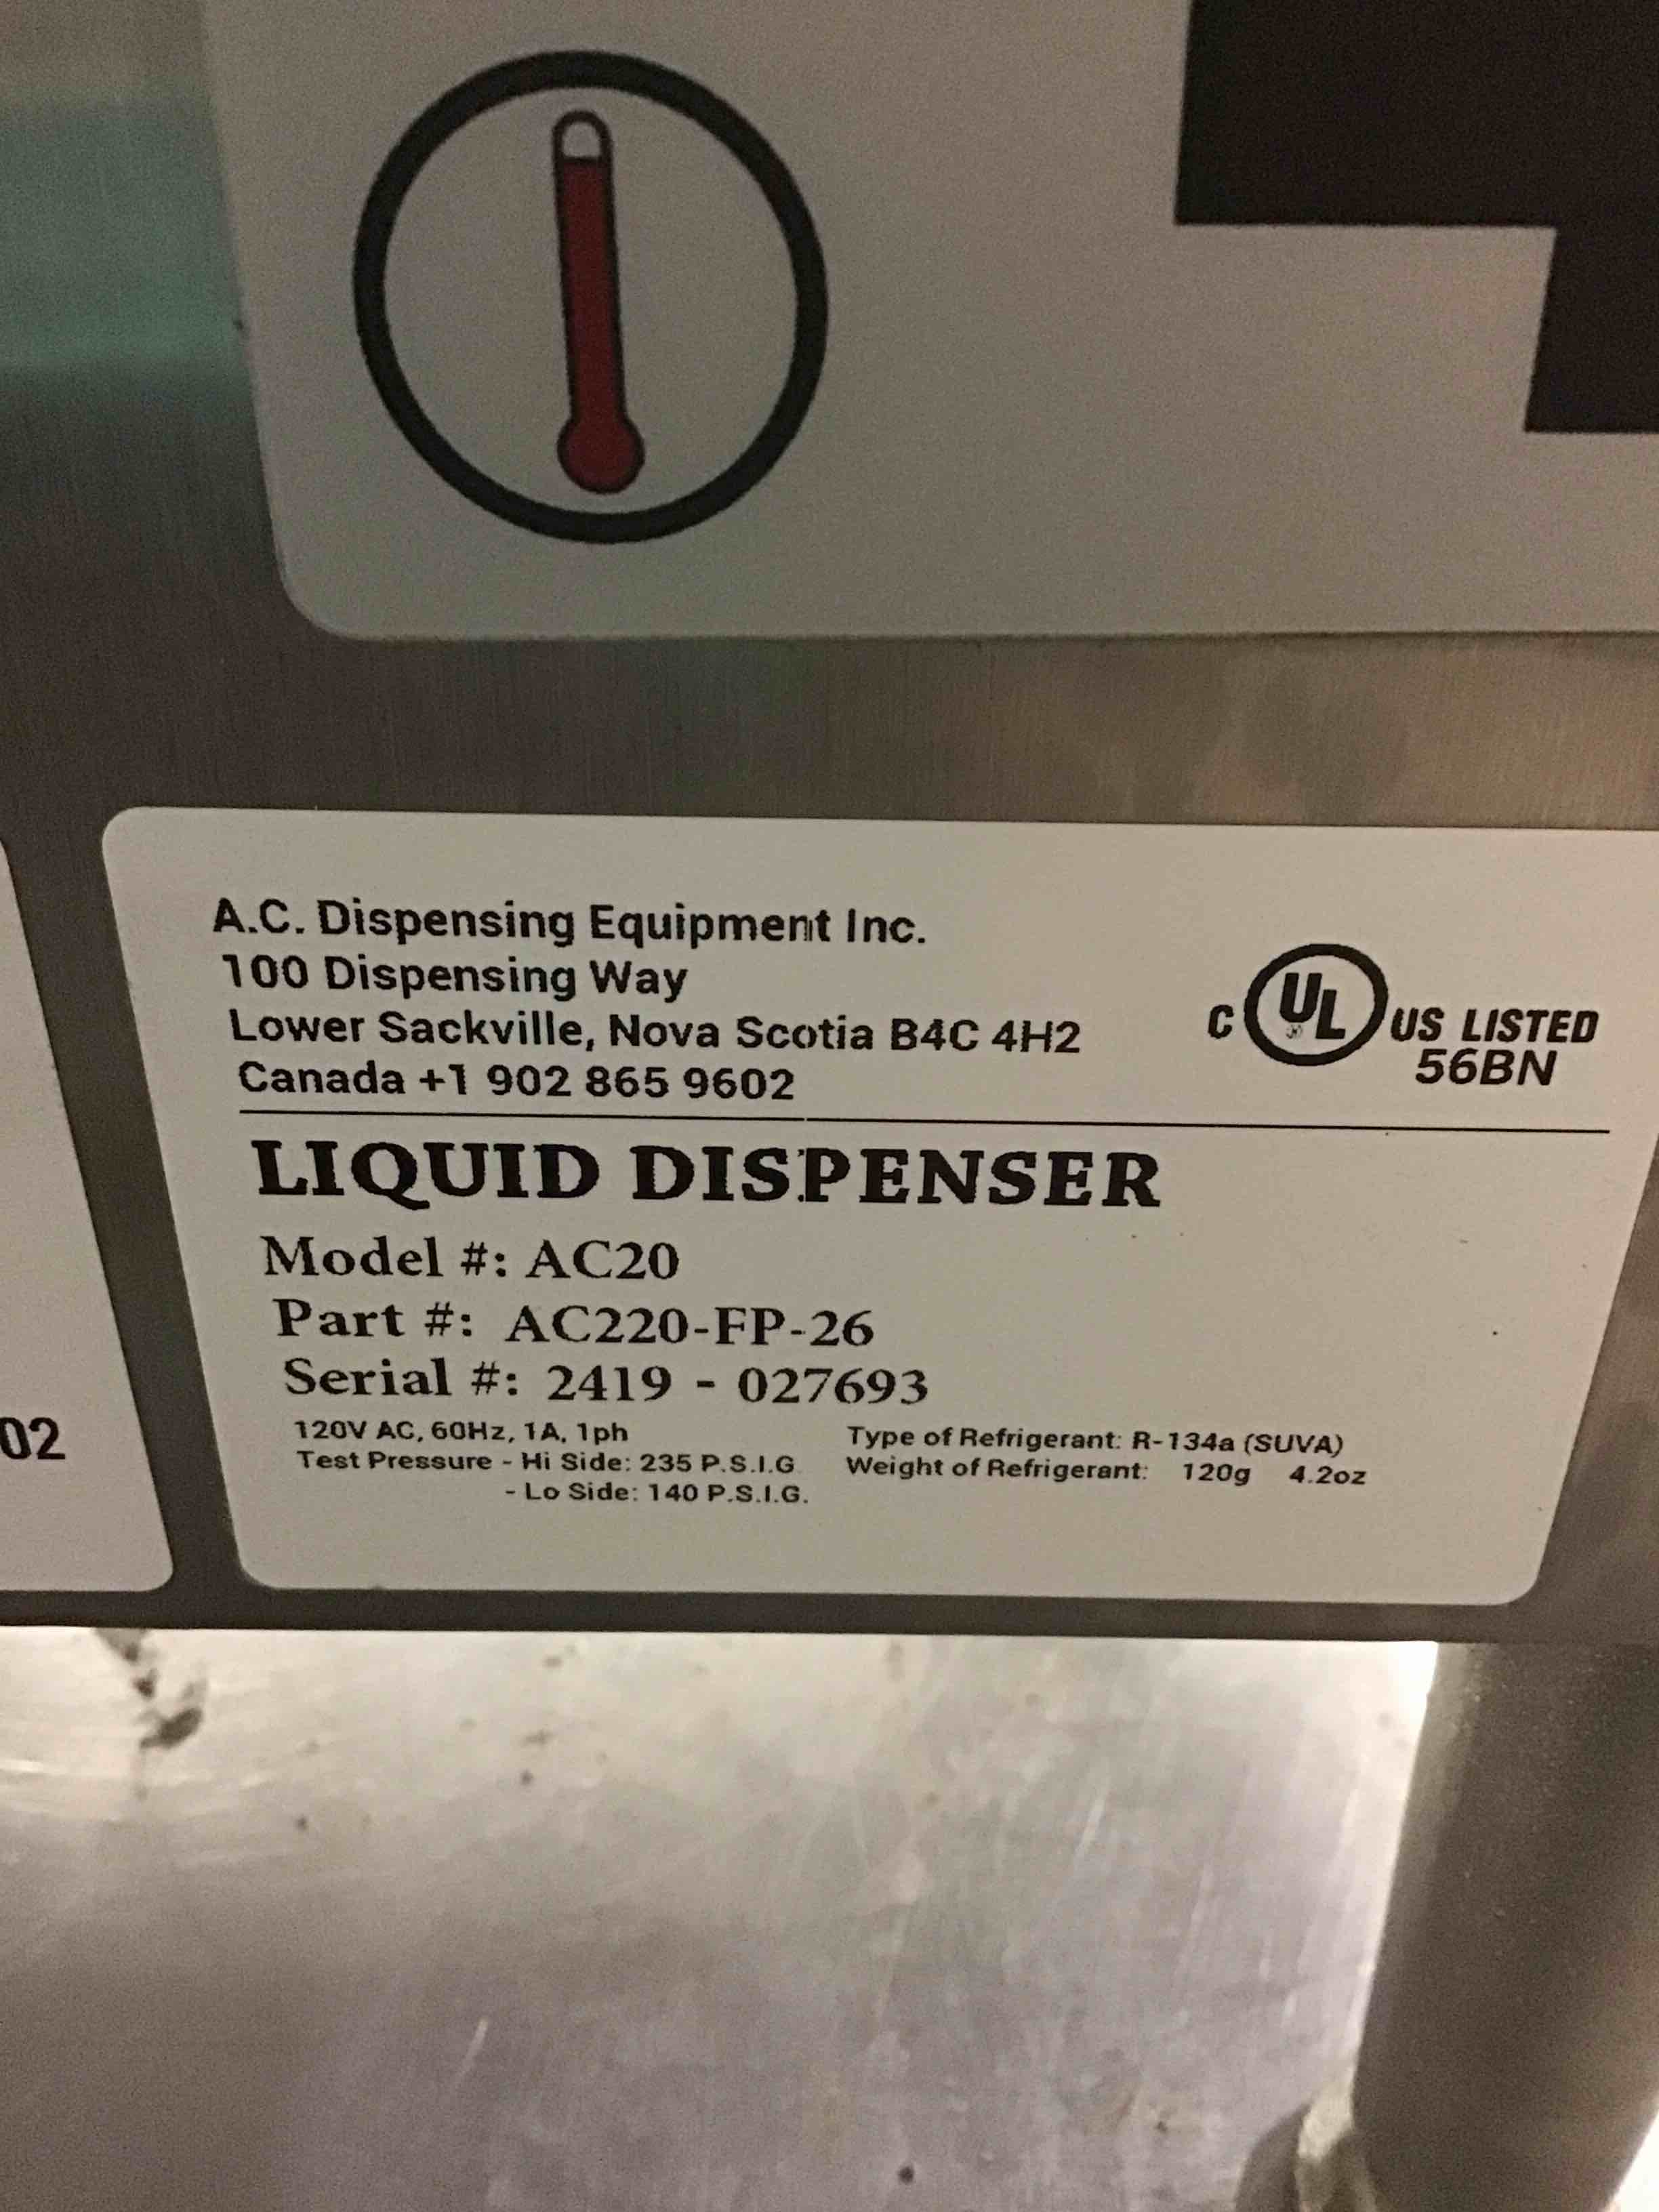 A.C. Dispensing Equipment Inc.
100 Dispensing Way
Lower Sackville, Nova Scotia B4C 4H2
Canada +1 902 865 9602
C UL US LISTED
56BN
LIQUID DISPENSER
Model #: AC20
Part #: AC220-FP-26
Serial #: 2419 - 027693
120V AC, 60Hz, 1A, 1ph
Test Pressure - Hi Side: 235 P.S.I.G
- Lo Side: 140 P.S.I.G.
Type of Refrigerant: R-134a (SUVA)
Weight of Refrigerant: 120g 4.2oz
02